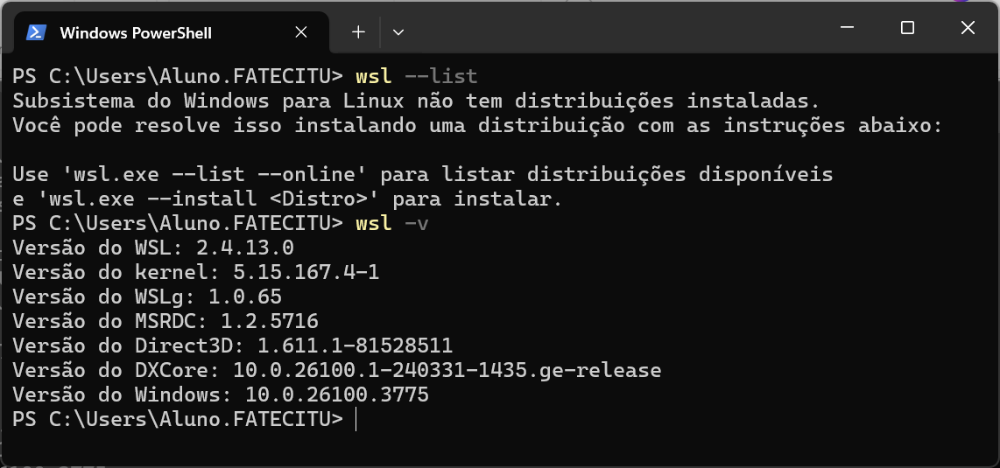 Windows PowerShell
PS C:\Users\Aluno.FATECITU> wsl --list
Subsistema do Windows para Linux não tem distribuições instaladas.
Você pode resolve isso instalando uma distribuição com as instruções abaixo:
Use 'wsl.exe --list --online' para listar distribuições disponíveis
e 'wsl.exe --install <Distro>' para instalar.
PS C:\Users\Aluno.FATECITU> wsl -v
Versão do WSL: 2.4.13.0
Versão do kernel: 5.15.167.4-1
Versão do WSLg: 1.0.65
Versão do MSRDC: 1.2.5716
Versão do Direct3D: 1.611.1-81528511
Versão do DXCore: 10.0.26100.1-240331-1435.ge-release
Versão do Windows: 10.0.26100.3775
PS C:\Users\Aluno.FATECITU>